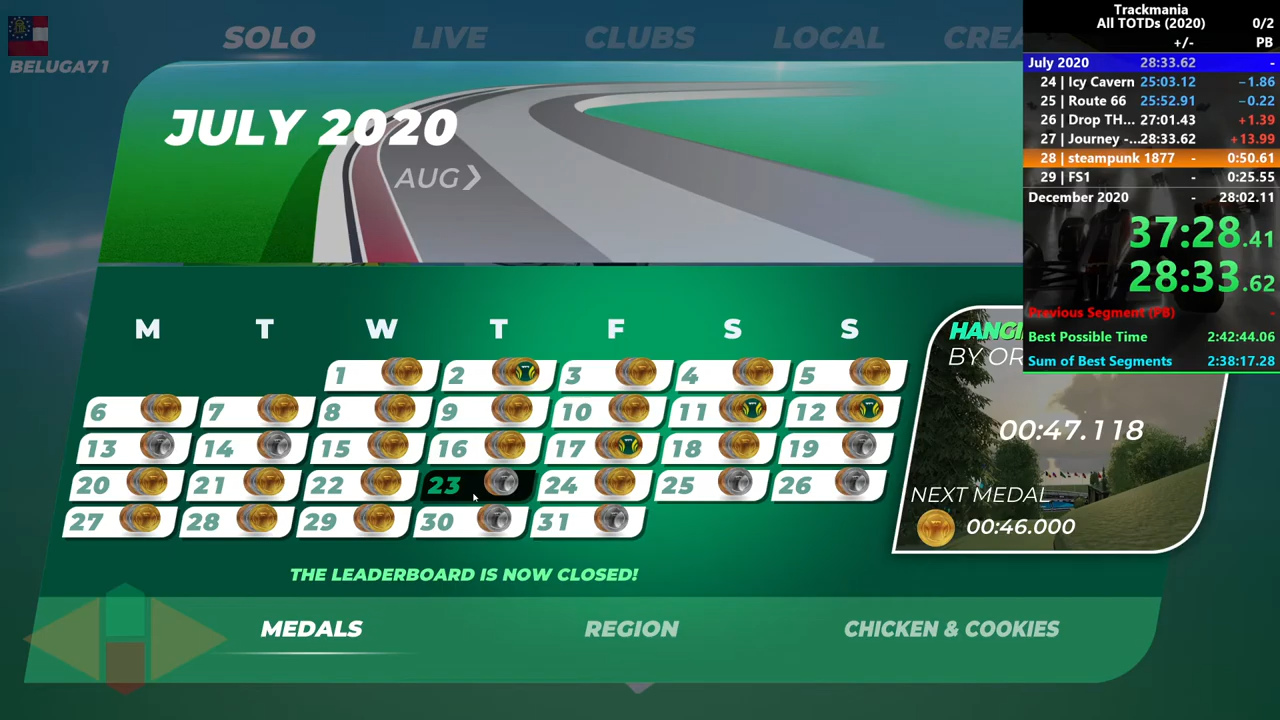 SOLO LIVE CLUBS LOCAL CREA
BELUGA71
JULY 2020
AUG
M T W T F S S
1 2 3 4 5
6 7 8 9 10 11 12
13 14 15 16 17 18 19
20 21 22 23 24 25 26
27 28 29 30 31
THE LEADERBOARD IS NOW CLOSED!
MEDALS REGION CHICKEN & COOKIES
HANGI
BY OR
00:47.118
NEXT MEDAL
00:46.000
Trackmania
All TOTDs (2020) 0/2
+/- PB
July 2020 28:33.62 -
24 | Icy Cavern 25:03.12 −1.86
25 | Route 66 25:52.91 −0.22
26 | Drop TH... 27:01.43 +1.39
27 | Journey -...28:33.62 +13.99
28 | steampunk 1877 - 0:50.61
29 | FS1 - 0:25.55
December 2020 - 28:02.11
37:28.41
28:33.62
Previous Segment (PB) -
Best Possible Time 2:42:44.06
Sum of Best Segments 2:38:17.28